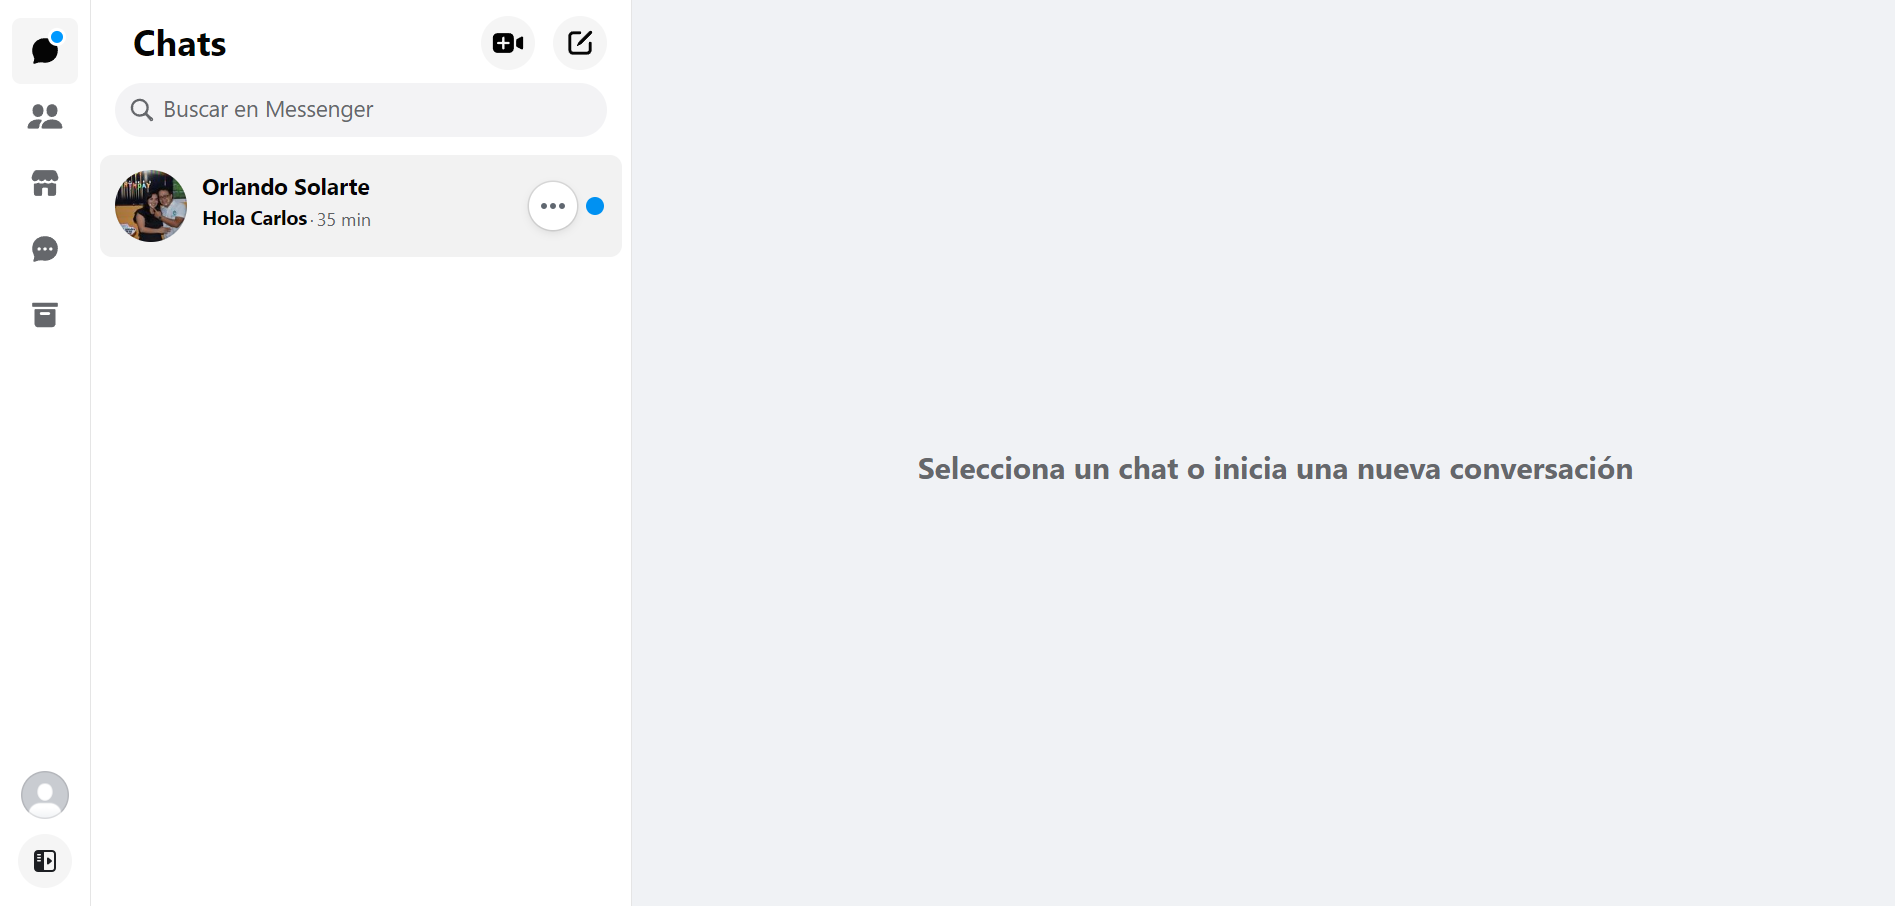 Chats
Buscar en Messenger
Orlando Solarte
Hola Carlos · 35 min
Selecciona un chat o inicia una nueva conversación